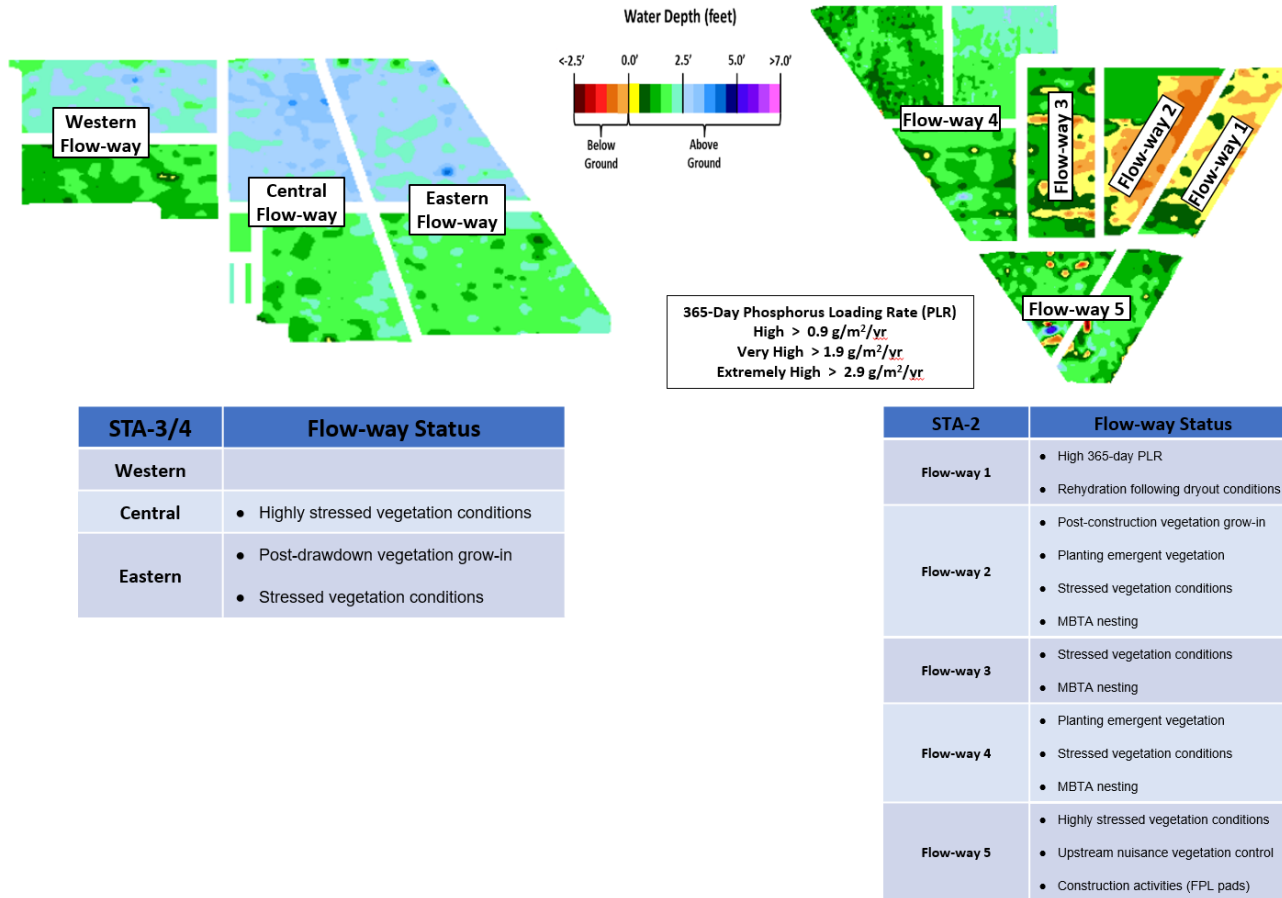 Water Depth (feet)
<-2.5' 0.0' 2.5' 5.0' >7.0'
Below
Ground
Above
Ground
Western
Flow-way
Central
Flow-way
Eastern
Flow-way
Flow-way 4
Flow-way 3
Flow-way 2
Flow-way 1
Flow-way 5
365-Day Phosphorus Loading Rate (PLR)
High > 0.9 g/m²/yr
Very High > 1.9 g/m²/yr
Extremely High > 2.9 g/m²/yr
STA-3/4 Flow-way Status
Western
Central
• Highly stressed vegetation conditions
Eastern
• Post-drawdown vegetation grow-in
• Stressed vegetation conditions
STA-2 Flow-way Status
Flow-way 1
• High 365-day PLR
• Rehydration following dryout conditions
Flow-way 2
• Post-construction vegetation grow-in
• Planting emergent vegetation
• Stressed vegetation conditions
• MBTA nesting
Flow-way 3
• Stressed vegetation conditions
• MBTA nesting
Flow-way 4
• Planting emergent vegetation
• Stressed vegetation conditions
• MBTA nesting
Flow-way 5
• Highly stressed vegetation conditions
• Upstream nuisance vegetation control
• Construction activities (FPL pads)